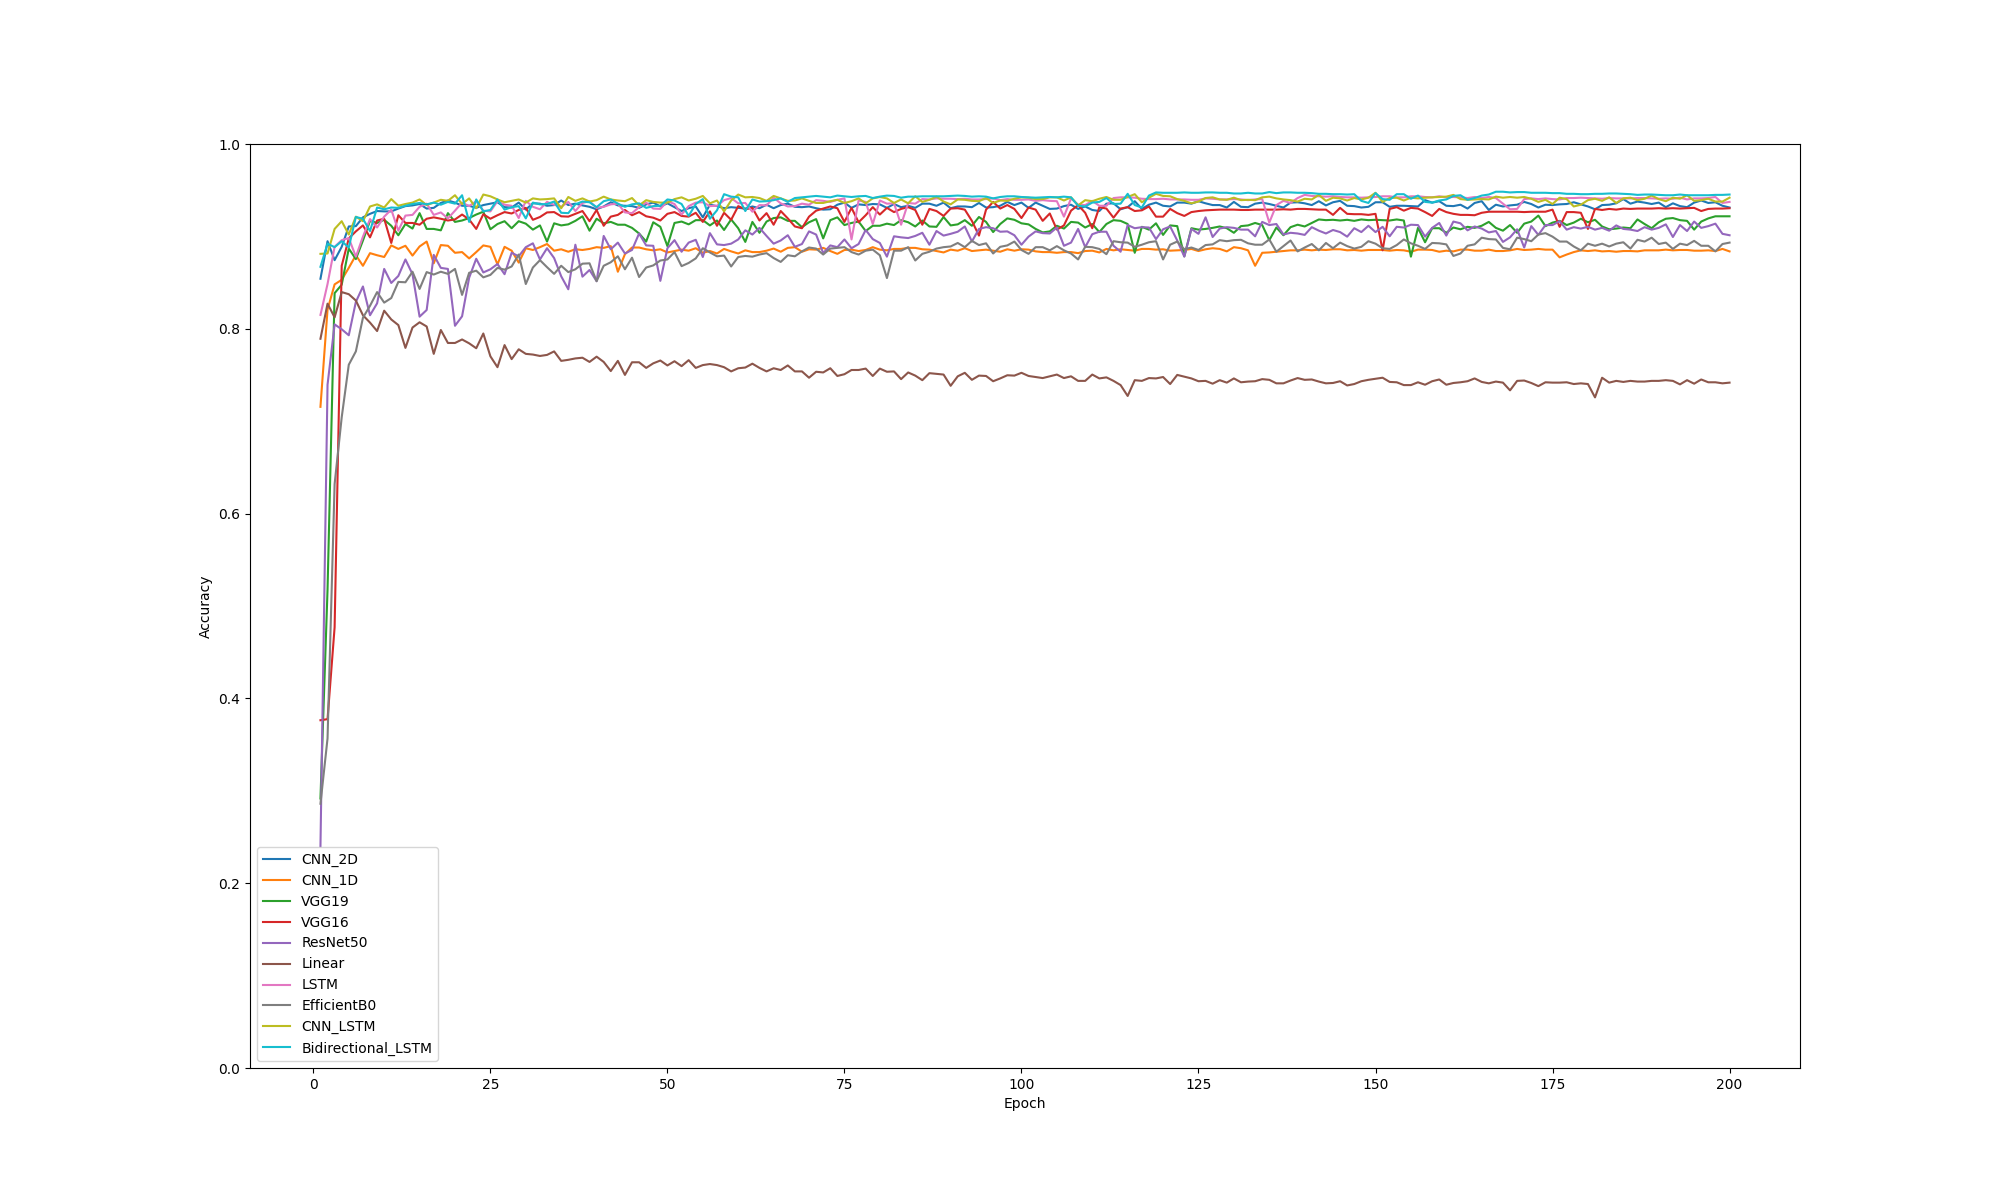 1.0
0.8
0.6
0.4
0.2
0.0
Accuracy
CNN_2D
CNN_1D
VGG19
VGG16
ResNet50
Linear
LSTM
EfficientB0
CNN_LSTM
Bidirectional_LSTM
0 25 50 75 100 125 150 175 200
Epoch